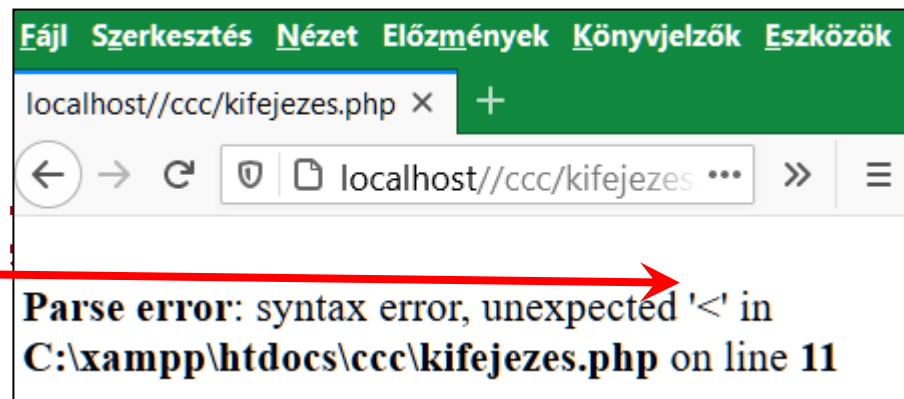 Fájl Szerkesztés Nézet Előzmények Könyvjelzők Eszközök
localhost//ccc/kifejezes.php × +
localhost//ccc/kifejezes ••• »
Parse error: syntax error, unexpected '<' in
C:\xampp\htdocs\ccc\kifejezes.php on line 11